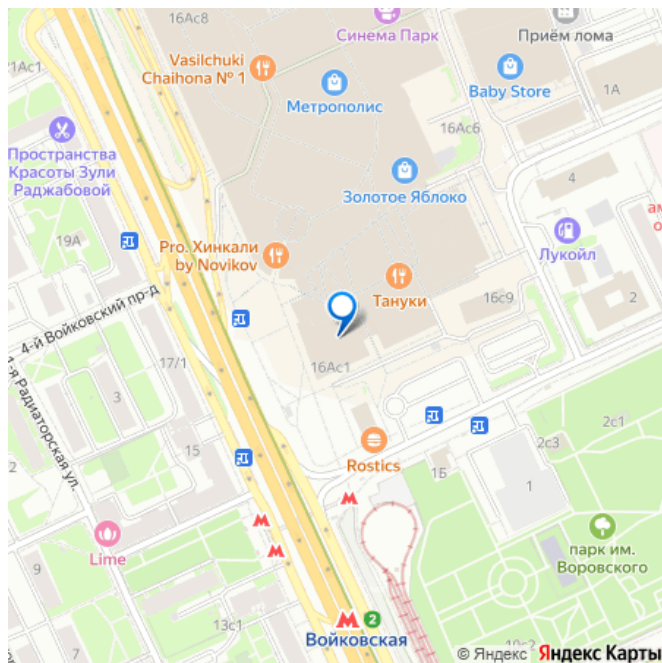 16Ас8
Синема Парк
Приём лома
21Ас1
Vasilchuki
Chaihona № 1
Метрополис
Baby Store
1А
16Ас6
Пространства
Красоты Зули
Раджабовой
Золотое Яблоко
4
ам
о
19А
Pro. Хинкали
by Novikov
Лукойл
Тануки
16с9
2
4-й Войковский пр-д
17/1
16Ас1
1-я Радиаторская ул.
3
15
2с1
2с3
2
Rostics
1Б
1
Lime
парк им.
Воровского
9
13с1
2
Войковская
© Яндекс Яндекс Карты